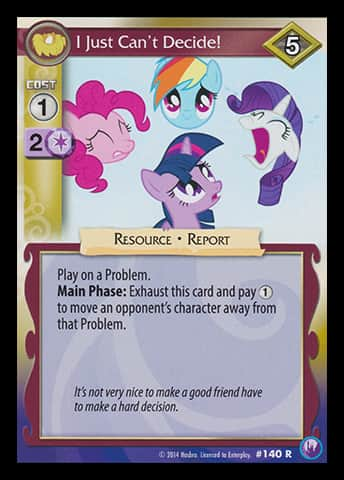 I Just Can't Decide!
5
COST
1
2
RESOURCE • REPORT
Play on a Problem.
Main Phase: Exhaust this card and pay 1
to move an opponent's character away from
that Problem.
It's not very nice to make a good friend have
to make a hard decision.
© 2014 Hasbro. Licensed to Enterplay. #140 R